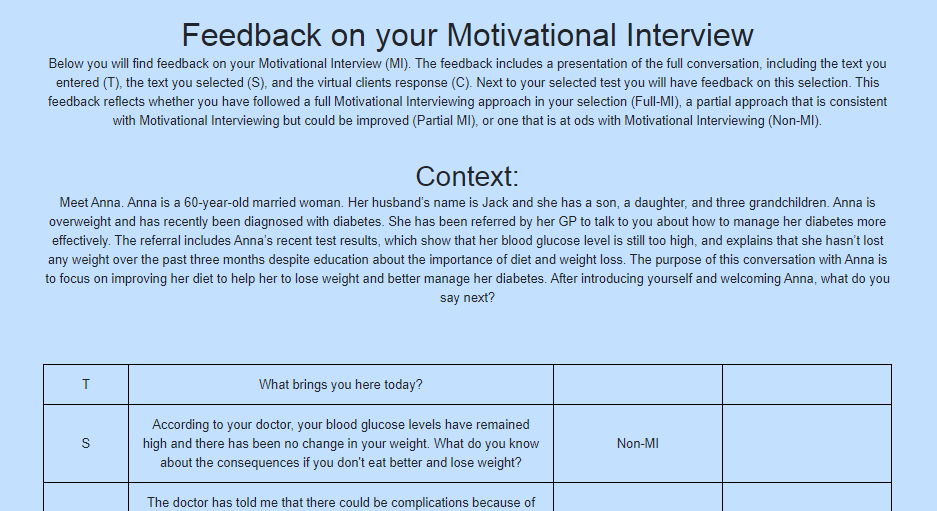 Feedback on your Motivational Interview
Below you will find feedback on your Motivational Interview (MI). The feedback includes a presentation of the full conversation, including the text you
entered (T), the text you selected (S), and the virtual clients response (C). Next to your selected test you will have feedback on this selection. This
feedback reflects whether you have followed a full Motivational Interviewing approach in your selection (Full-MI), a partial approach that is consistent
with Motivational Interviewing but could be improved (Partial MI), or one that is at ods with Motivational Interviewing (Non-MI).
Context:
Meet Anna. Anna is a 60-year-old married woman. Her husband's name is Jack and she has a son, a daughter, and three grandchildren. Anna is
overweight and has recently been diagnosed with diabetes. She has been referred by her GP to talk to you about how to manage her diabetes more
effectively. The referral includes Anna's recent test results, which show that her blood glucose level is still too high, and explains that she hasn't lost
any weight over the past three months despite education about the importance of diet and weight loss. The purpose of this conversation with Anna is
to focus on improving her diet to help her to lose weight and better manage her diabetes. After introducing yourself and welcoming Anna, what do you
say next?
T What brings you here today?
According to your doctor, your blood glucose levels have remained
high and there has been no change in your weight. What do you know
about the consequences if you don't eat better and lose weight?
S
Non-MI
The doctor has told me that there could be complications because of